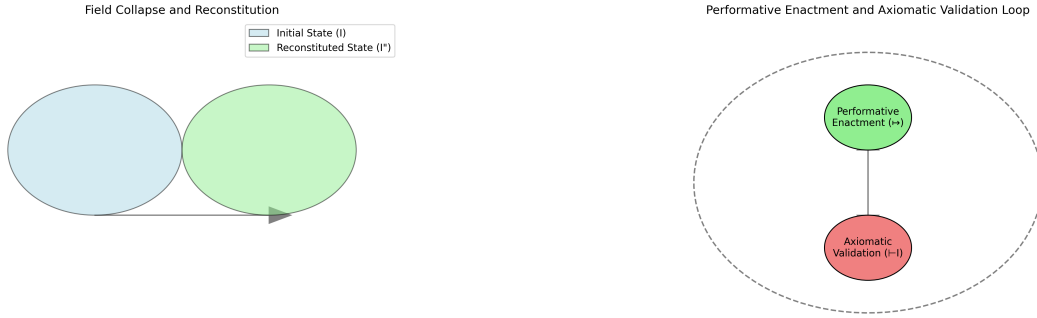 Field Collapse and Reconstitution
Initial State (I)
Reconstituted State (I")
Performative Enactment and Axiomatic Validation Loop
Performative
Enactment (↦)
Axiomatic
Validation (⊢I)